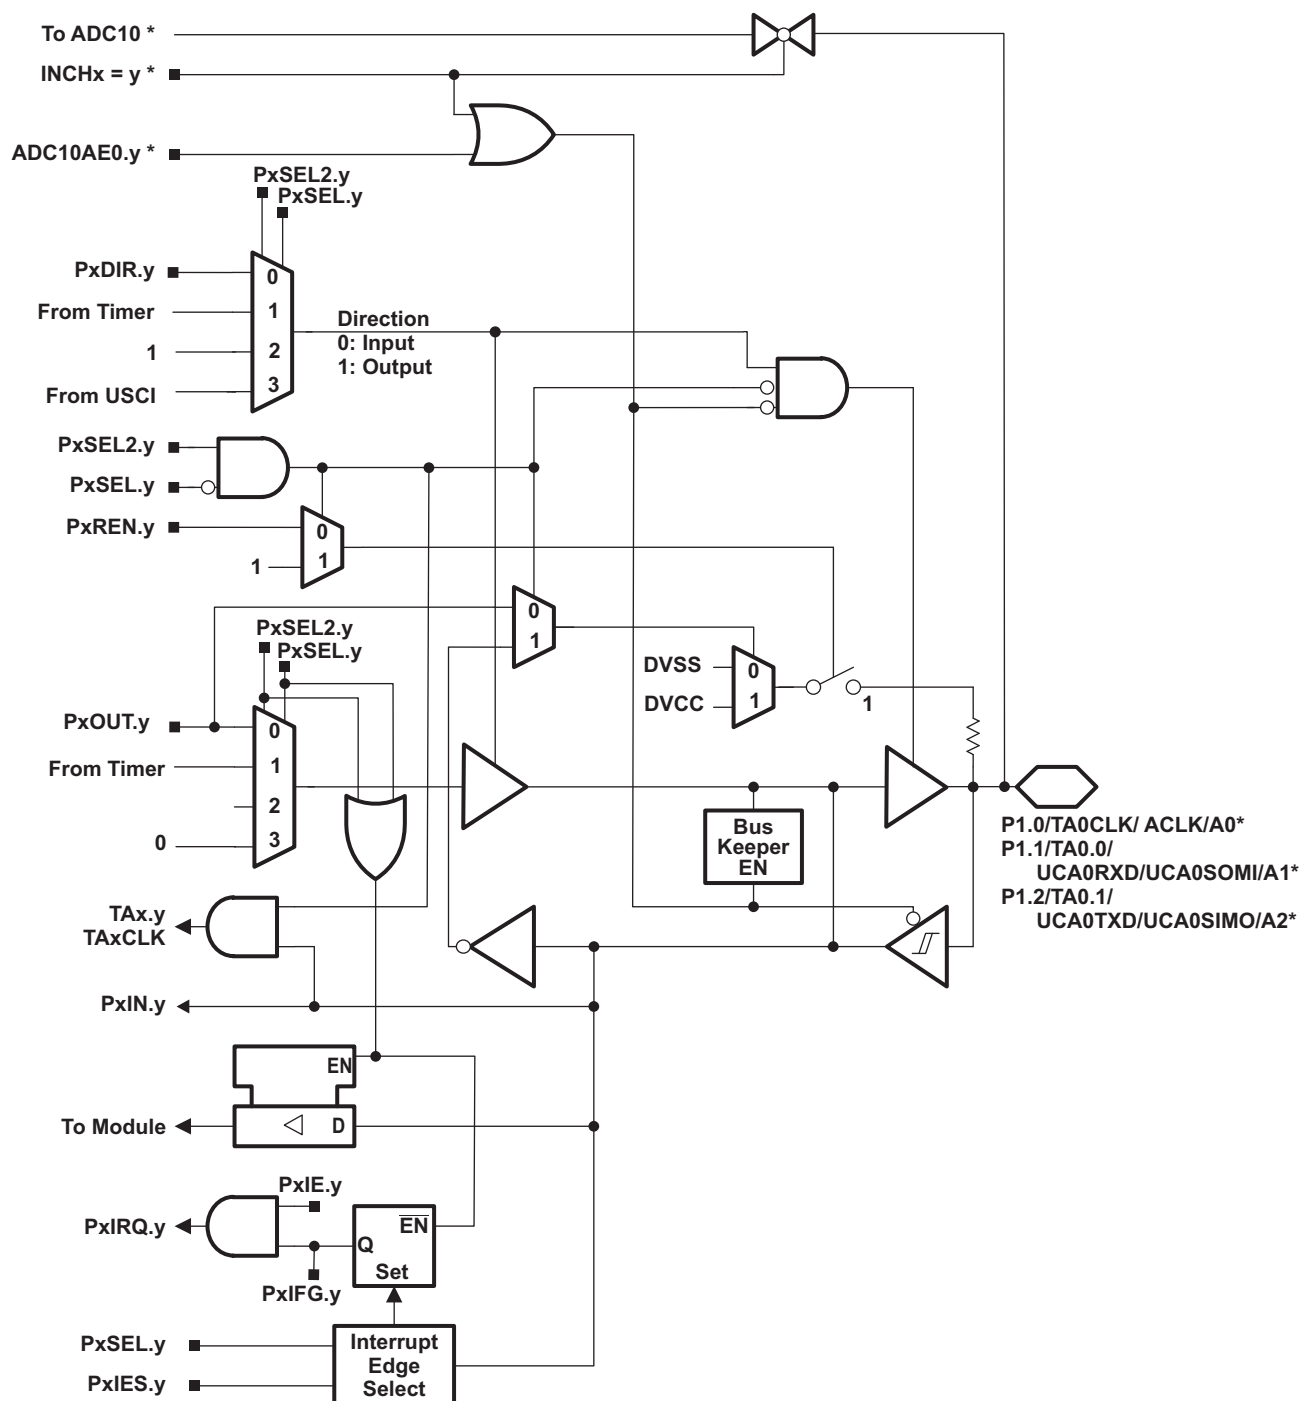 To ADC10 *
INCHx = y *
ADC10AE0.y *
PxSEL2.y
PxSEL.y
PxDIR.y
0
From Timer
1
Direction
0: Input
1: Output
1
2
From USCI
3
PxSEL2.y
PxSEL.y
PxREN.y
0
1
1
0
1
PxSEL2.y
PxSEL.y
DVSS
0
DVCC
1
1
PxOUT.y
0
From Timer
1
2
0
3
Bus
Keeper
EN
P1.0/TA0CLK/ ACLK/A0*
P1.1/TA0.0/
UCA0RXD/UCA0SOMI/A1*
P1.2/TA0.1/
UCA0TXD/UCA0SIMO/A2*
TAx.y
TAxCLK
PxIN.y
EN
To Module
D
PxIE.y
PxIRQ.y
EN
Q
Set
PxIFG.y
PxSEL.y
PxIES.y
Interrupt
Edge
Select